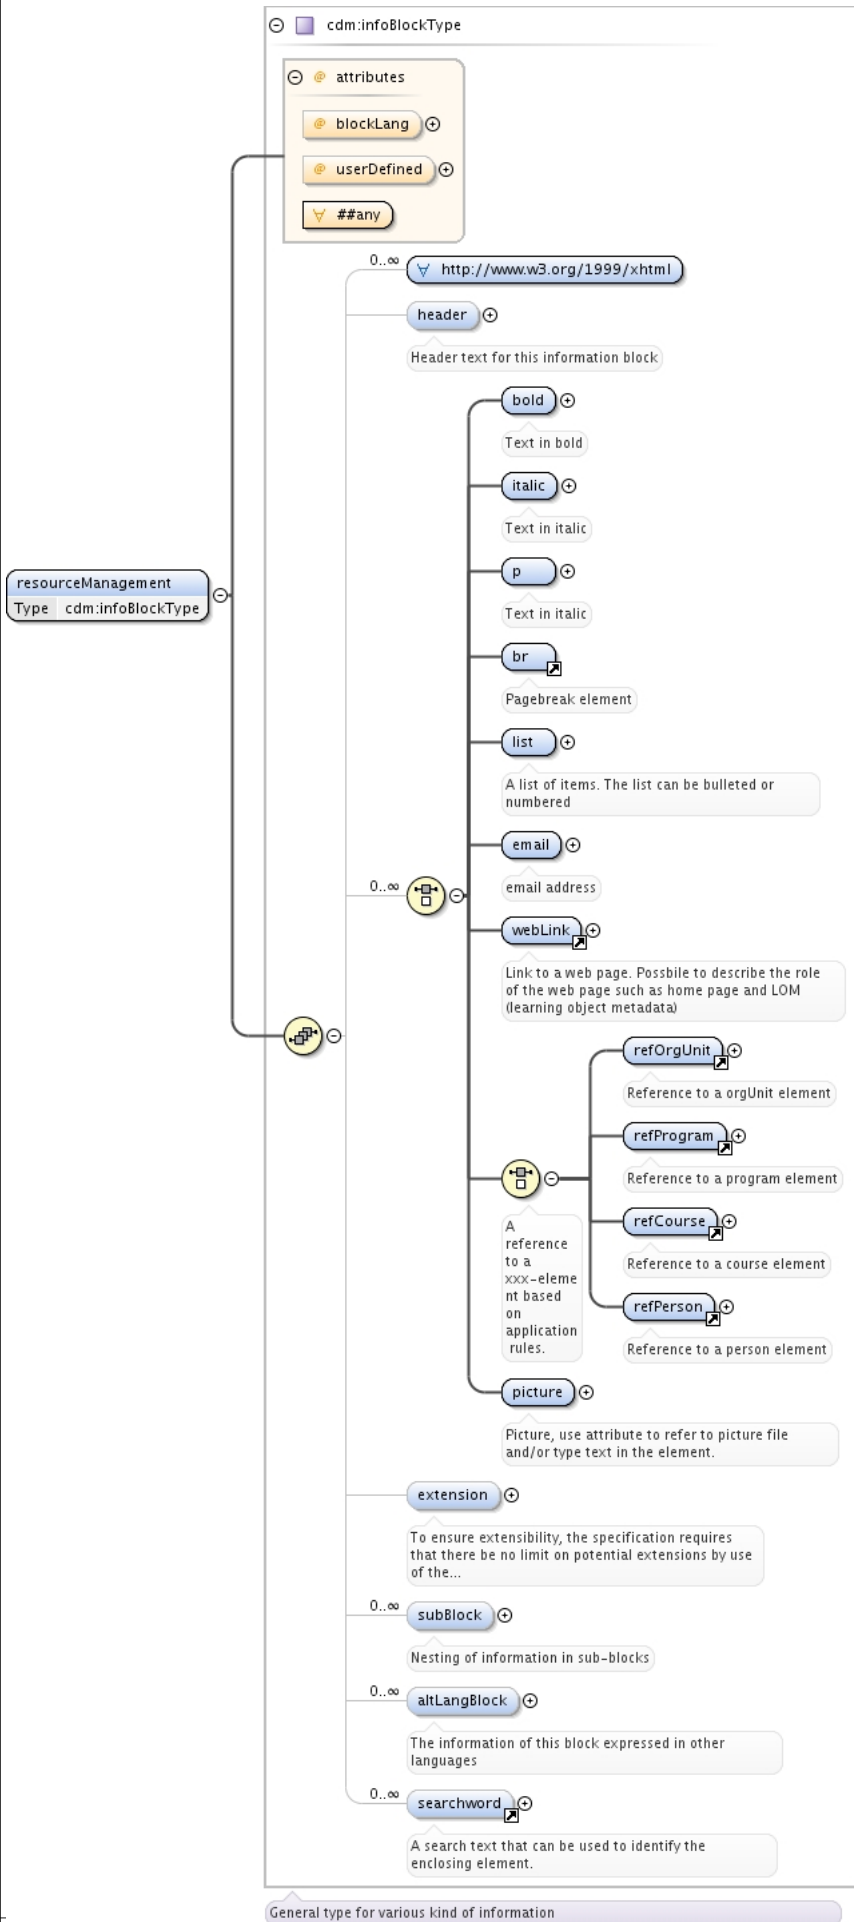 cdm:infoBlockType
attributes
blockLang
userDefined
##any
0..∞
http://www.w3.org/1999/xhtml
header
Header text for this information block
bold
Text in bold
italic
Text in italic
p
Text in italic
resourceManagement
Type cdm:infoBlockType
br
Pagebreak element
list
A list of items. The list can be bulleted or
numbered
email
email address
0..∞
webLink
Link to a web page. Possbile to describe the role
of the web page such as home page and LOM
(learning object metadata)
refOrgUnit
Reference to a orgUnit element
refProgram
Reference to a program element
A
reference
to a
xxx-eleme
nt based
on
application
rules.
refCourse
Reference to a course element
refPerson
Reference to a person element
picture
Picture, use attribute to refer to picture file
and/or type text in the element.
extension
To ensure extensibility, the specification requires
that there be no limit on potential extensions by use
of the...
0..∞
subBlock
Nesting of information in sub-blocks
0..∞
altLangBlock
The information of this block expressed in other
languages
0..∞
searchword
A search text that can be used to identify the
enclosing element.
General type for various kind of information